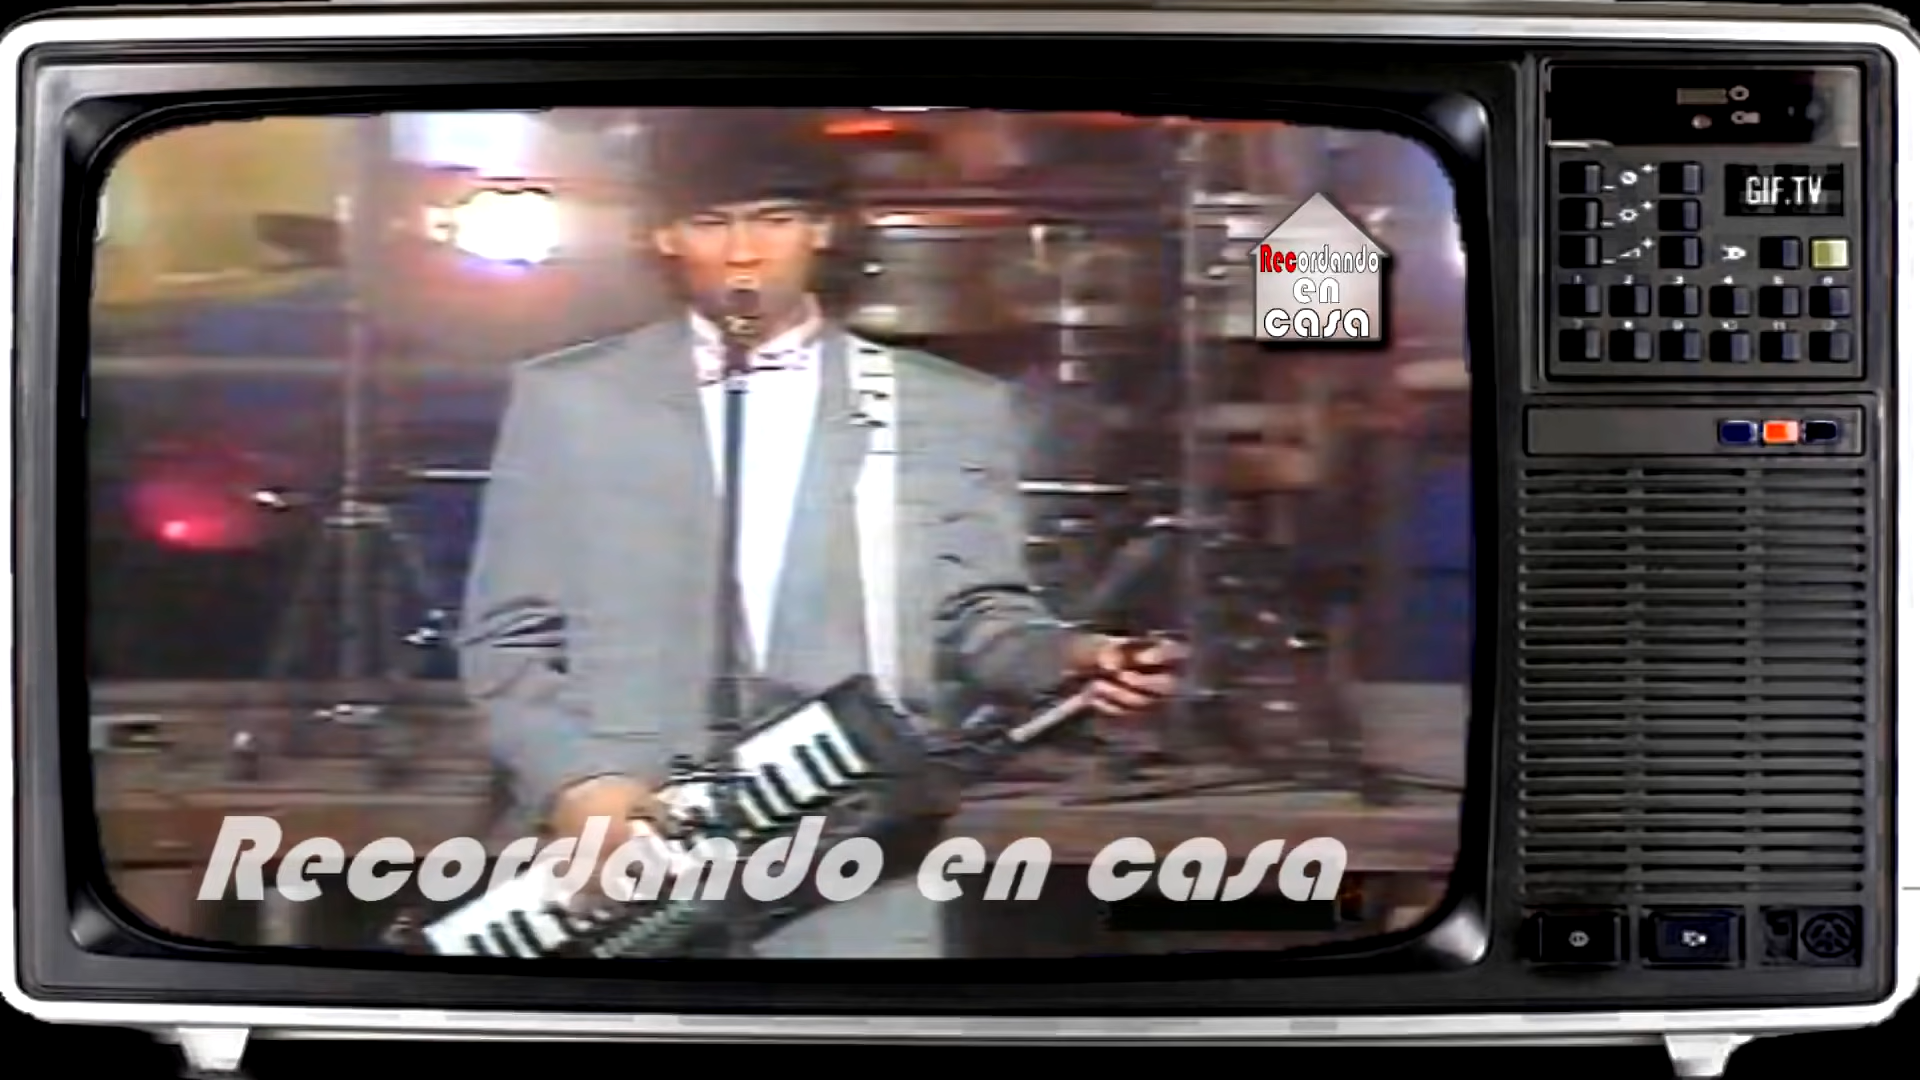 GIF.TV
Recordando
en
casa
Recordando en casa